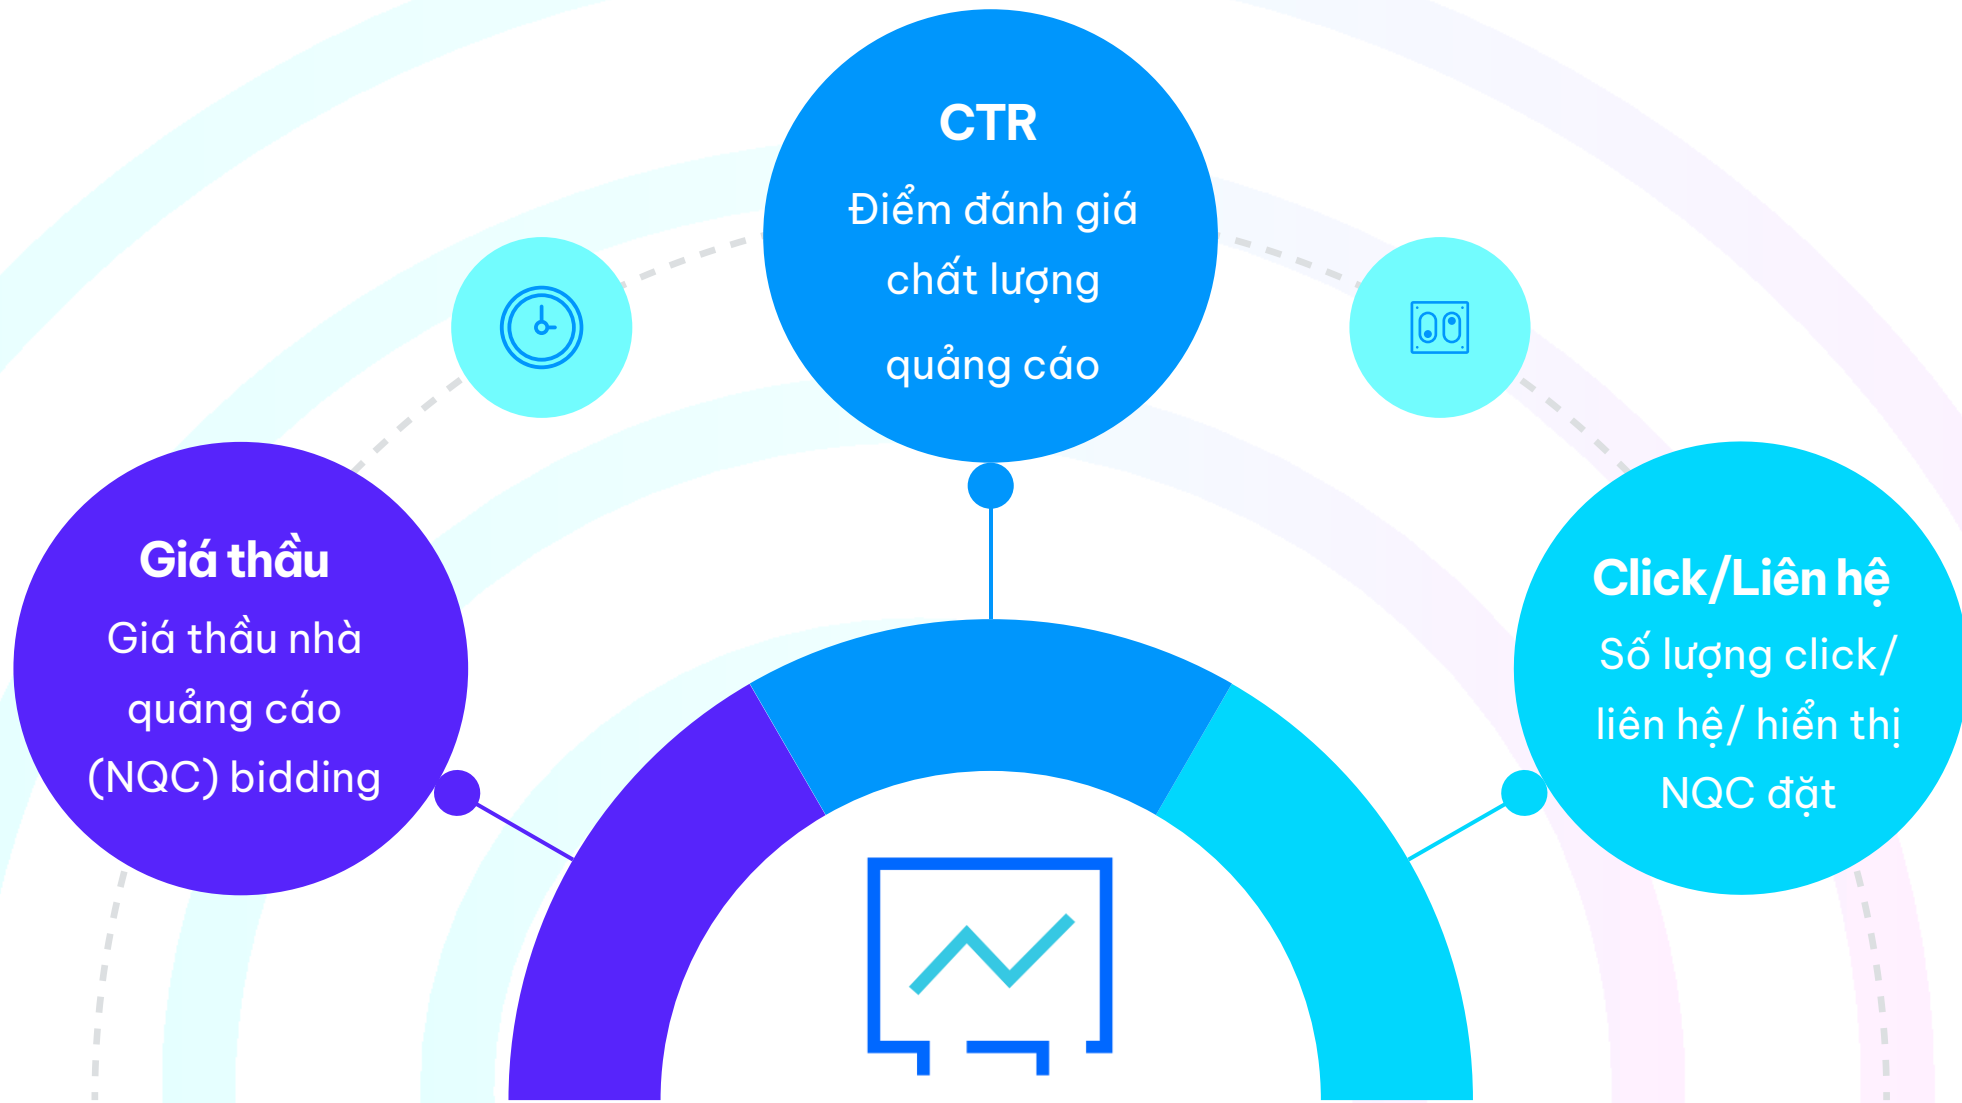 CTR
Điểm đánh giá
chất lượng
quảng cáo
Giá thầu
Giá thầu nhà
quảng cáo
(NQC) bidding
Click/Liên hệ
Số lượng click/
liên hệ/ hiển thị
NQC đặt